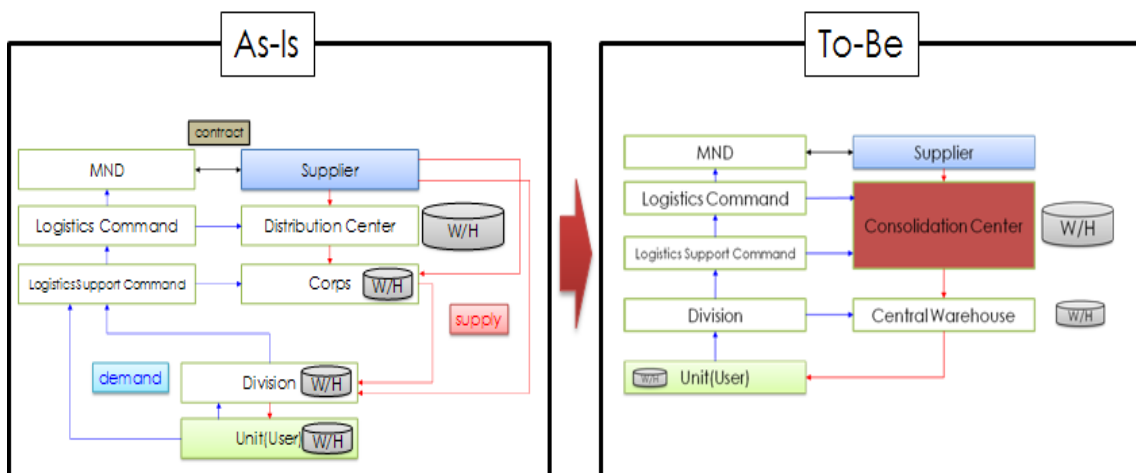 As-Is
contract
MND
Supplier
Logistics Command
Distribution Center
W/H
LogisticsSupport Command
Corps
W/H
supply
demand
Division
W/H
Unit(User)
W/H
To-Be
MND
Supplier
Logistics Command
Consolidation Center
W/H
Logistics Support Command
Division
Central Warehouse
W/H
W/H
Unit(User)